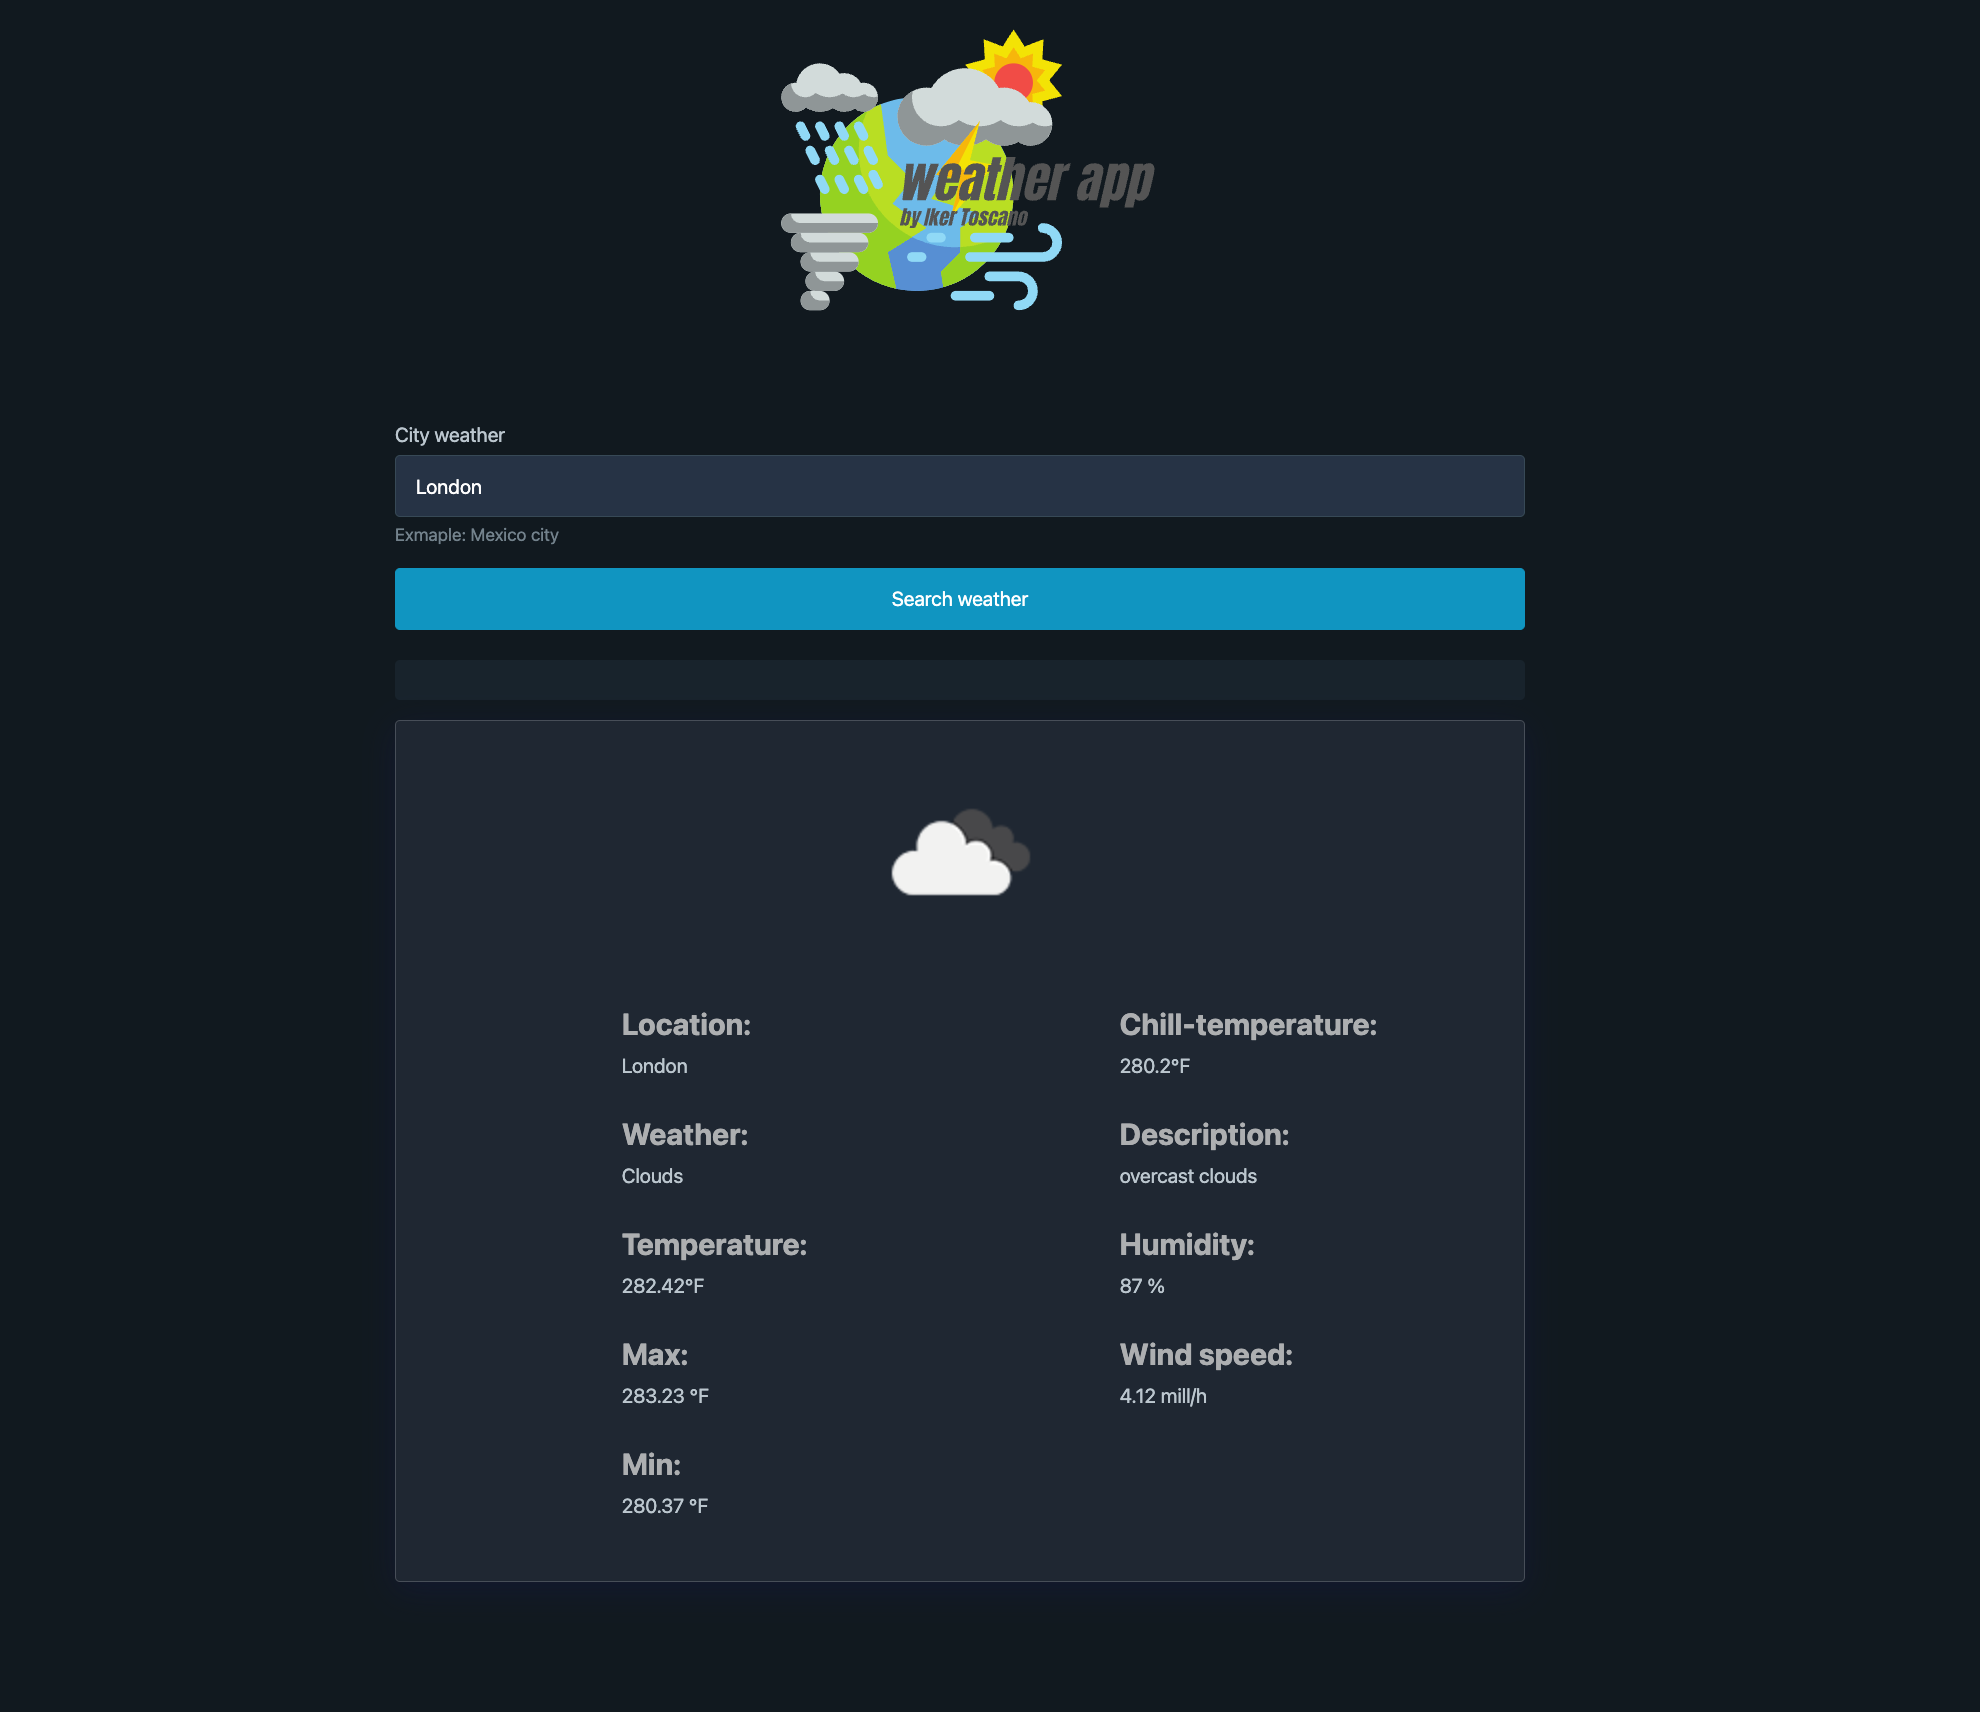 weather app
by Iker Toscano
City weather
London
Exmaple: Mexico city
Search weather
Location:
London
Weather:
Clouds
Temperature:
282.42°F
Max:
283.23 °F
Min:
280.37 °F
Chill-temperature:
280.2°F
Description:
overcast clouds
Humidity:
87 %
Wind speed:
4.12 mill/h